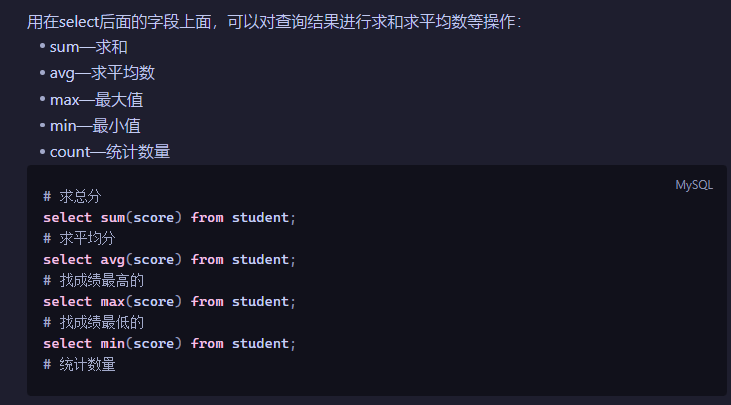 用在select后面的字段上面，可以对查询结果进行求和求平均数等操作：
• sum—求和
• avg—求平均数
• max—最大值
• min—最小值
• count—统计数量
MySQL
# 求总分
select sum(score) from student;
# 求平均分
select avg(score) from student;
# 找成绩最高的
select max(score) from student;
# 找成绩最低的
select min(score) from student;
# 统计数量